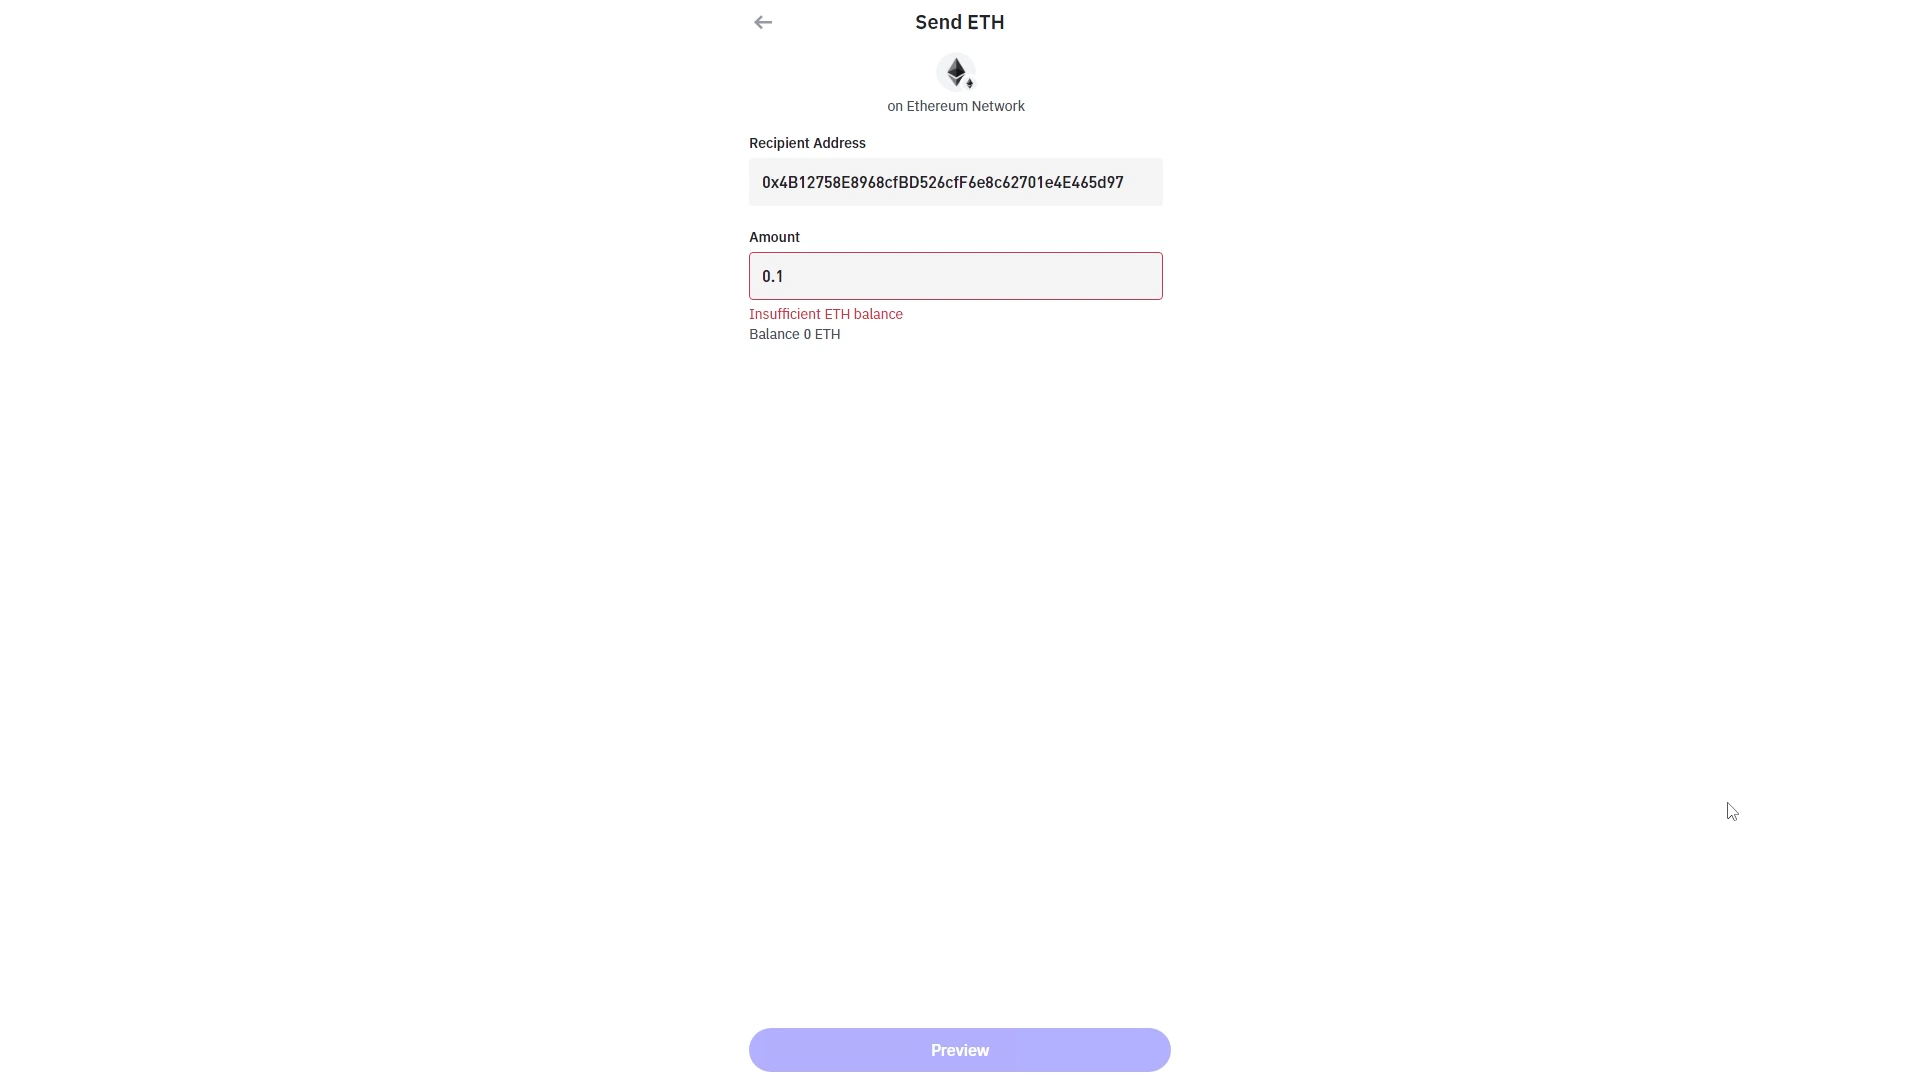 Send ETH
on Ethereum Network
Recipient Address
0x4B12758E8968cfBD526cfF6e8c62701e4E465d97
Amount
0.1
Insufficient ETH balance
Balance 0 ETH
Preview